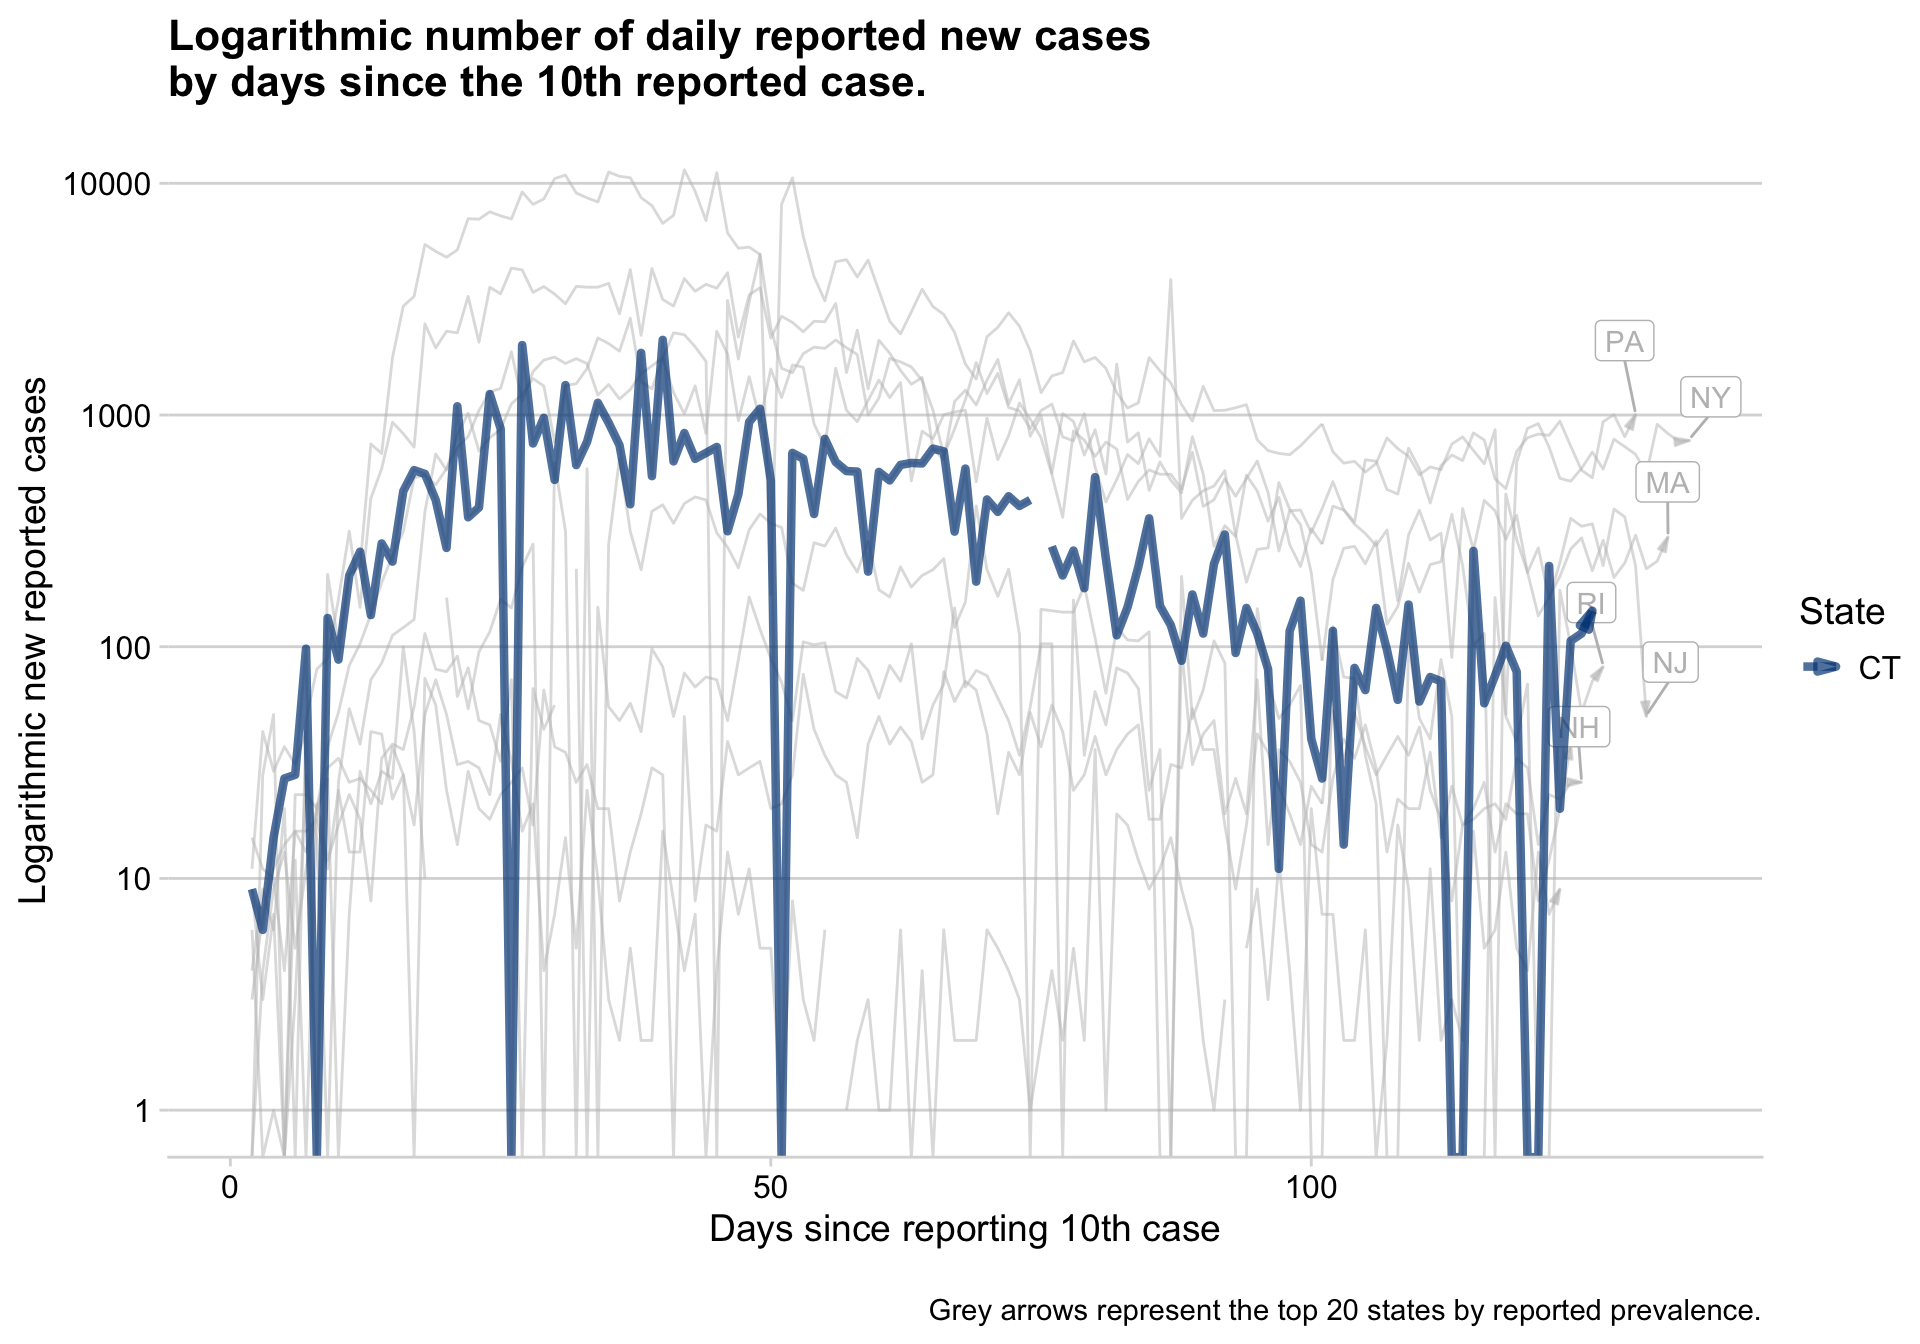 Logarithmic number of daily reported new cases
by days since the 10th reported case.
Logarithmic new reported cases
10000
1000
100
10
1
PA
NY
MA
RI
NJ
NH
State
CT
0
50
100
Days since reporting 10th case
Grey arrows represent the top 20 states by reported prevalence.